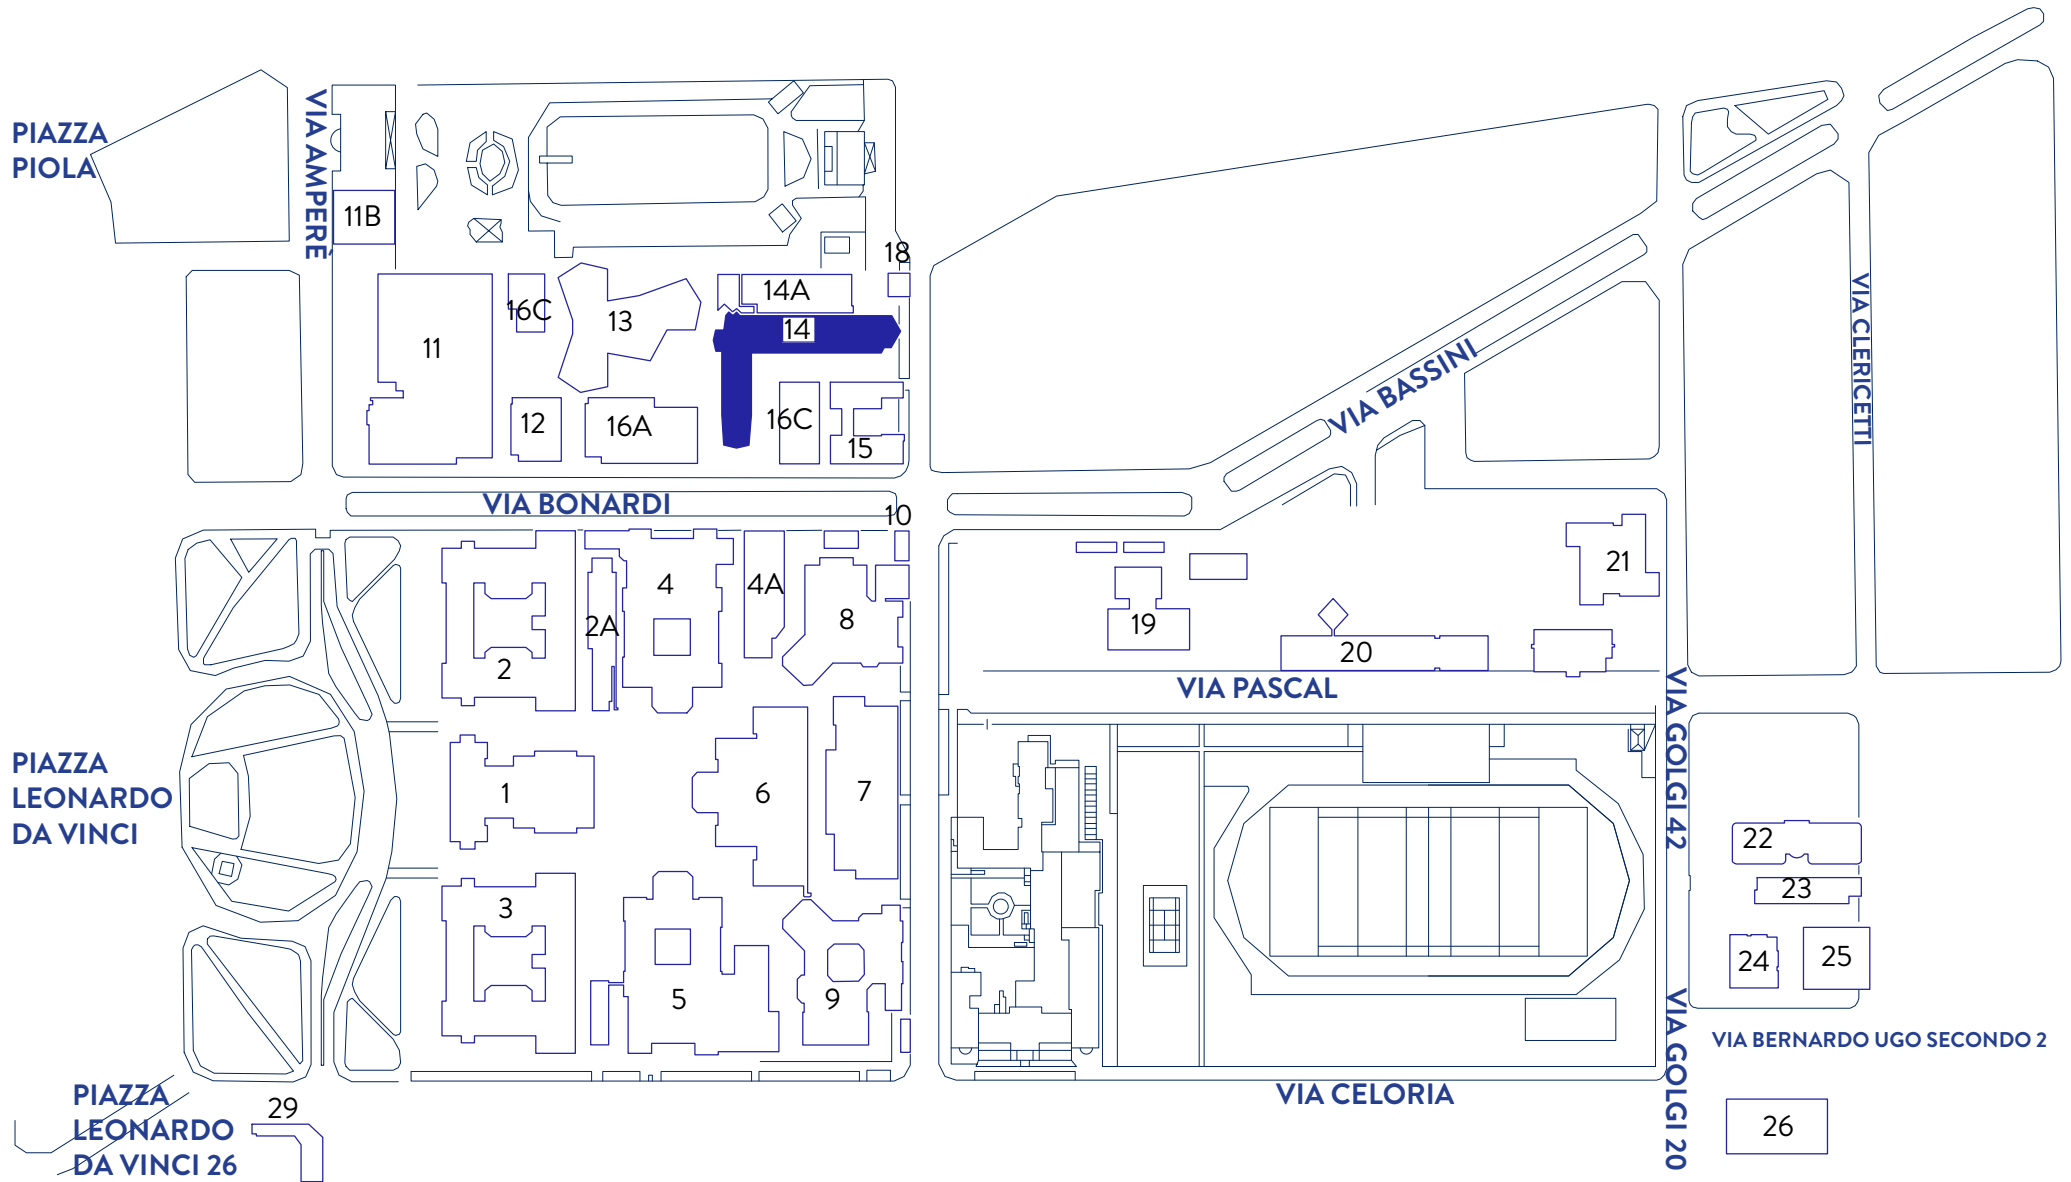 PIAZZA
PIOLA
VIA AMPERÉ
11B
18
14A
16C
13
14
11
VIA BASSINI
VIA CLERICETTI
12
16A
16C
15
VIA BONARDI
10
21
4
4A
2A
8
19
20
2
VIA PASCAL
VIA GOLGI 42
PIAZZA
LEONARDO
DA VINCI
1
6
7
22
23
3
24
25
5
9
VIA GOLGI 20
VIA BERNARDO UGO SECONDO 2
PIAZZA
LEONARDO
DA VINCI 26
29
VIA CELORIA
26